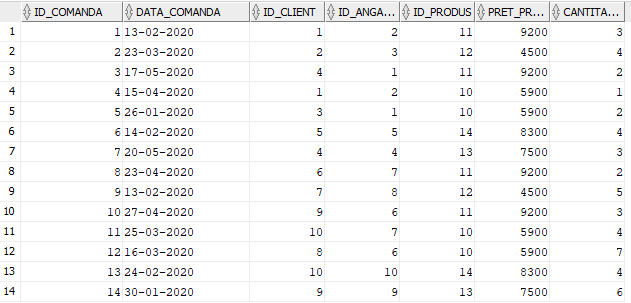 ID_COMANDA DATA_COMANDA ID_CLIENT ID_ANGA... ID_PRODUS PRET_PR... CANTITA...
1 1 13-02-2020 1 2 11 9200 3
2 2 23-03-2020 2 3 12 4500 4
3 3 17-05-2020 4 1 11 9200 2
4 4 15-04-2020 1 2 10 5900 1
5 5 26-01-2020 3 1 10 5900 2
6 6 14-02-2020 5 5 14 8300 4
7 7 20-05-2020 4 4 13 7500 3
8 8 23-04-2020 6 7 11 9200 2
9 9 13-02-2020 7 8 12 4500 5
10 10 27-04-2020 9 6 11 9200 3
11 11 25-03-2020 10 7 10 5900 4
12 12 16-03-2020 8 6 10 5900 7
13 13 24-02-2020 10 10 14 8300 4
14 14 30-01-2020 9 9 13 7500 6